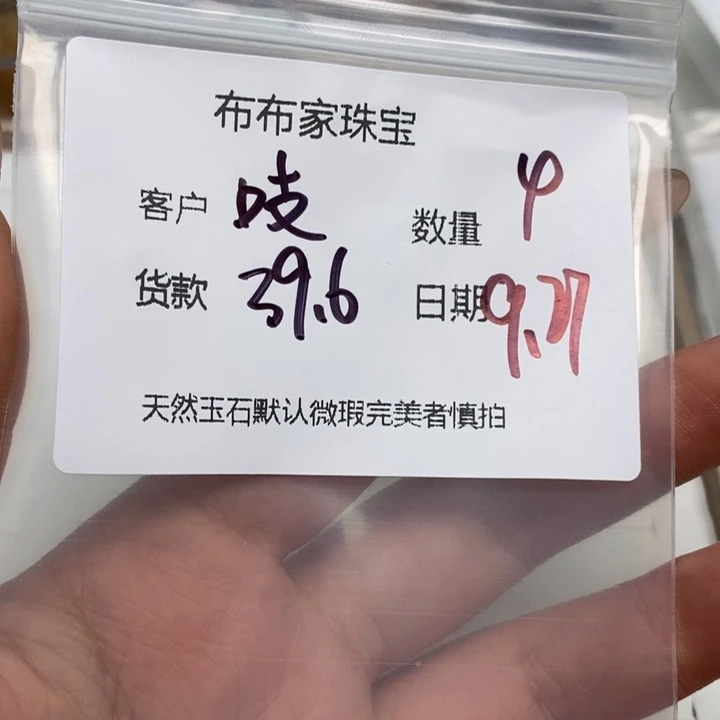 布布家珠宝
客户 吱 数量 4
货款 39.6 日期 9.27
天然玉石默认微瑕完美者慎拍